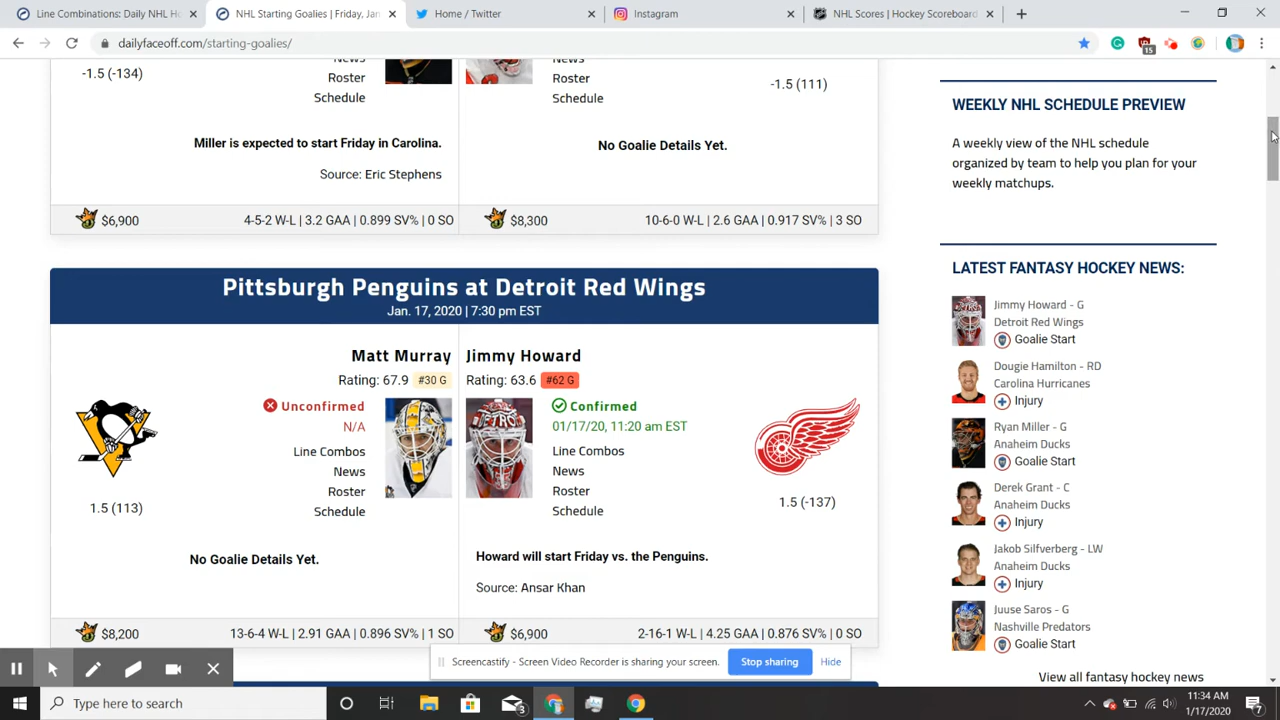 Line Combinations: Daily NHL H
NHL Starting Goalies | Friday, Jan
Home / Twitter
Instagram
NHL Scores | Hockey Scoreboard
dailyfaceoff.com/starting-goalies/
15
-1.5 (-134)
News
Roster
Schedule
News
Roster
Schedule
-1.5 (111)
Miller is expected to start Friday in Carolina.
Source: Eric Stephens
No Goalie Details Yet.
$6,900
4-5-2 W-L | 3.2 GAA | 0.899 SV% | 0 SO
$8,300
10-6-0 W-L | 2.6 GAA | 0.917 SV% | 3 SO
Pittsburgh Penguins at Detroit Red Wings
Jan. 17, 2020 | 7:30 pm EST
Matt Murray
Rating: 67.9 #30 G
Unconfirmed
N/A
Line Combos
News
Roster
Schedule
1.5 (113)
No Goalie Details Yet.
Jimmy Howard
Rating: 63.6 #62 G
Confirmed
01/17/20, 11:20 am EST
Line Combos
News
Roster
Schedule
1.5 (-137)
Howard will start Friday vs. the Penguins.
Source: Ansar Khan
$8,200
13-6-4 W-L | 2.91 GAA | 0.896 SV% | 1 SO
$6,900
2-16-1 W-L | 4.25 GAA | 0.876 SV% | 0 SO
WEEKLY NHL SCHEDULE PREVIEW
A weekly view of the NHL schedule
organized by team to help you plan for your
weekly matchups.
LATEST FANTASY HOCKEY NEWS:
Jimmy Howard - G
Detroit Red Wings
Goalie Start
Dougie Hamilton - RD
Carolina Hurricanes
Injury
Ryan Miller - G
Anaheim Ducks
Goalie Start
Derek Grant - C
Anaheim Ducks
Injury
Jakob Silfverberg - LW
Anaheim Ducks
Injury
Juuse Saros - G
Nashville Predators
Goalie Start
View all fantasy hockey news
Screencastify - Screen Video Recorder is sharing your screen.
Stop sharing
Hide
Type here to search
3
11:34 AM
1/17/2020
7